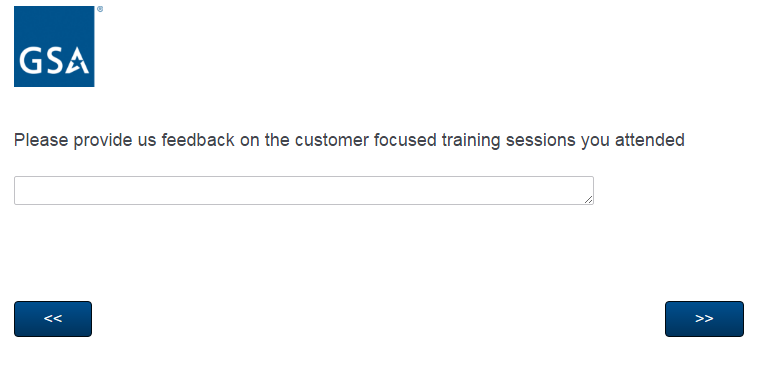 GSA®
Please provide us feedback on the customer focused training sessions you attended
<< >>